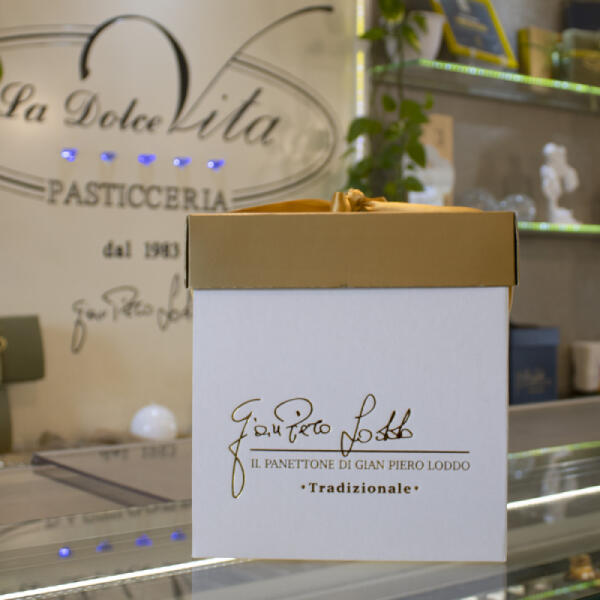 La Dolce Vita
PASTICCERIA
dal 1983
Gian Piero Loddo
Gian Piero Loddo
IL PANETTONE DI GIAN PIERO LODDO
• Tradizionale •